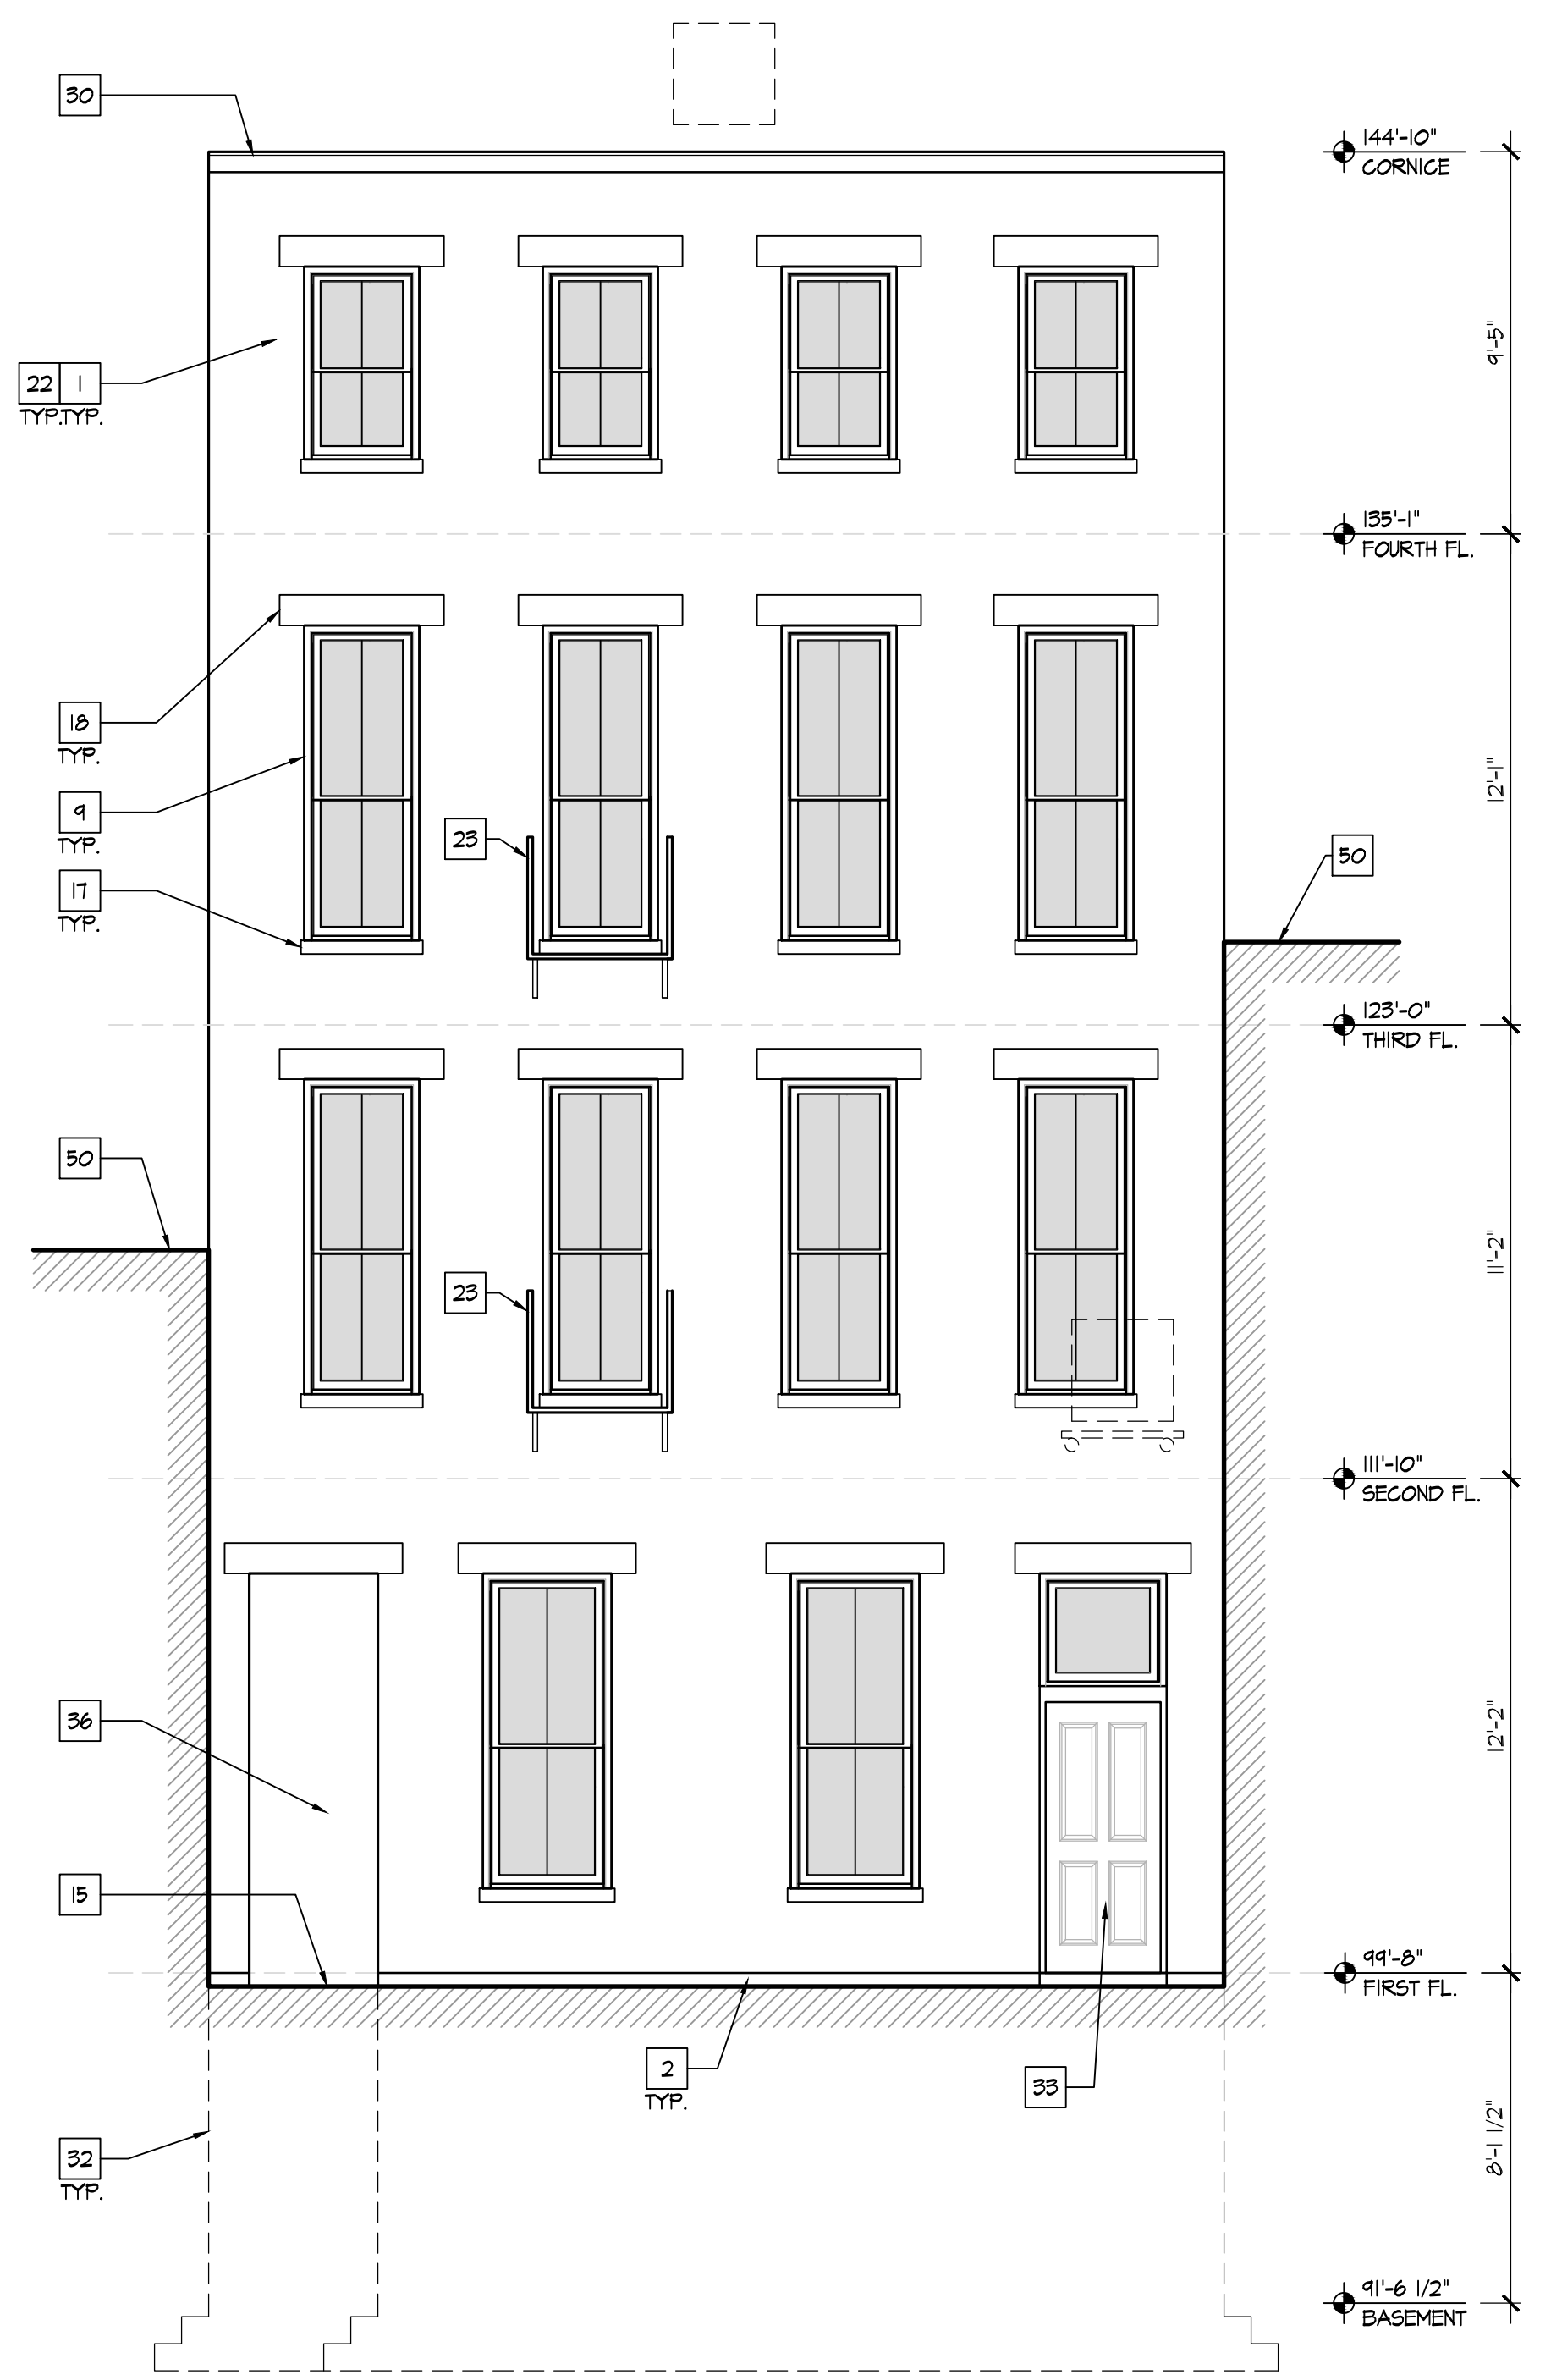 30
144'-10"
CORNICE
9'-5"
22 1
TYP. TYP.
135'-1"
FOURTH FL.
18
TYP.
9
TYP.
12'-1"
23
50
17
TYP.
123'-0"
THIRD FL.
50
11'-2"
23
111'-10"
SECOND FL.
36
12'-2"
15
99'-8"
FIRST FL.
2
TYP.
33
8'-1 1/2"
32
TYP.
91'-6 1/2"
BASEMENT